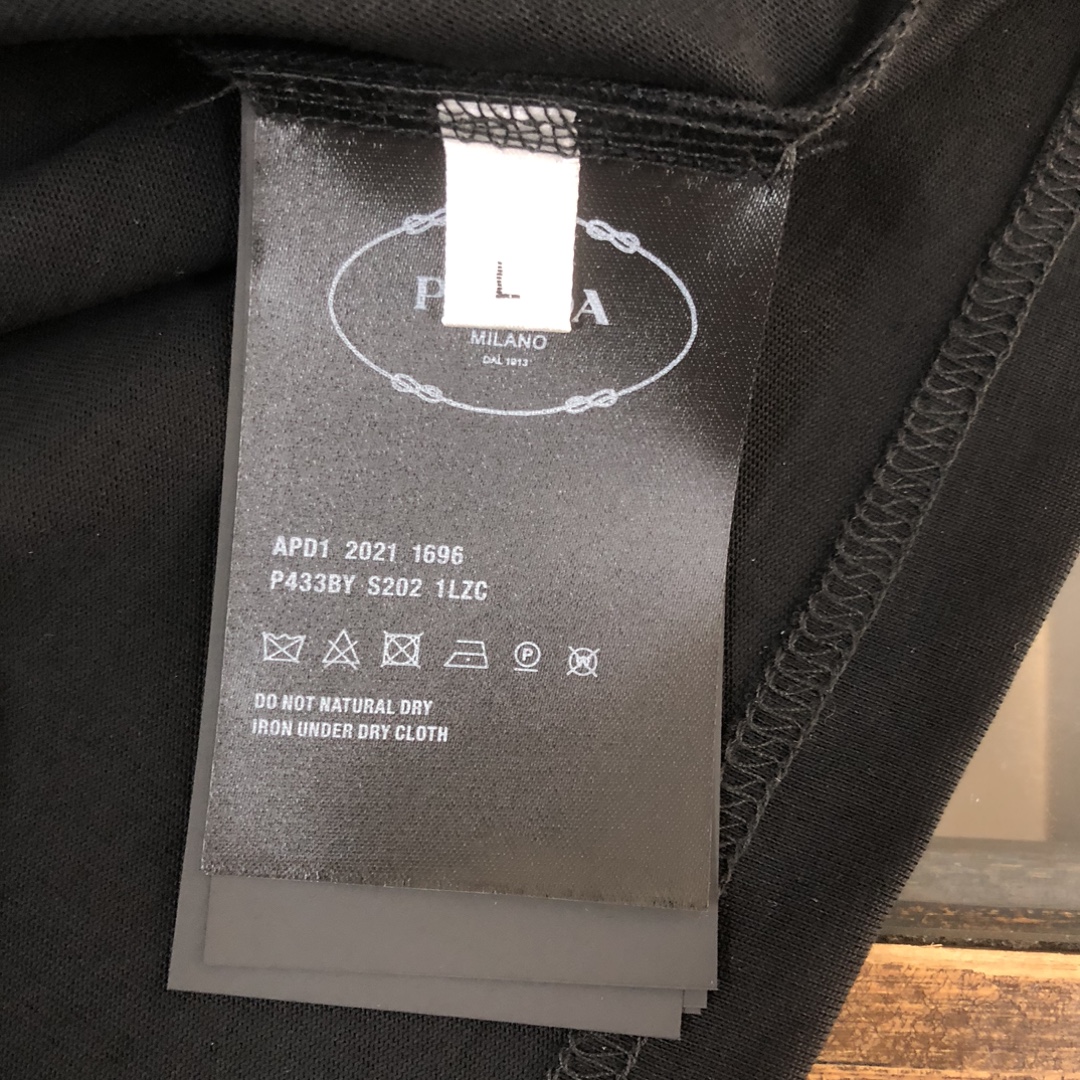 L
P A
MILANO
DAL 1913
APD1 2021 1696
P433BY S202 1LZC
P
W
DO NOT NATURAL DRY
IRON UNDER DRY CLOTH